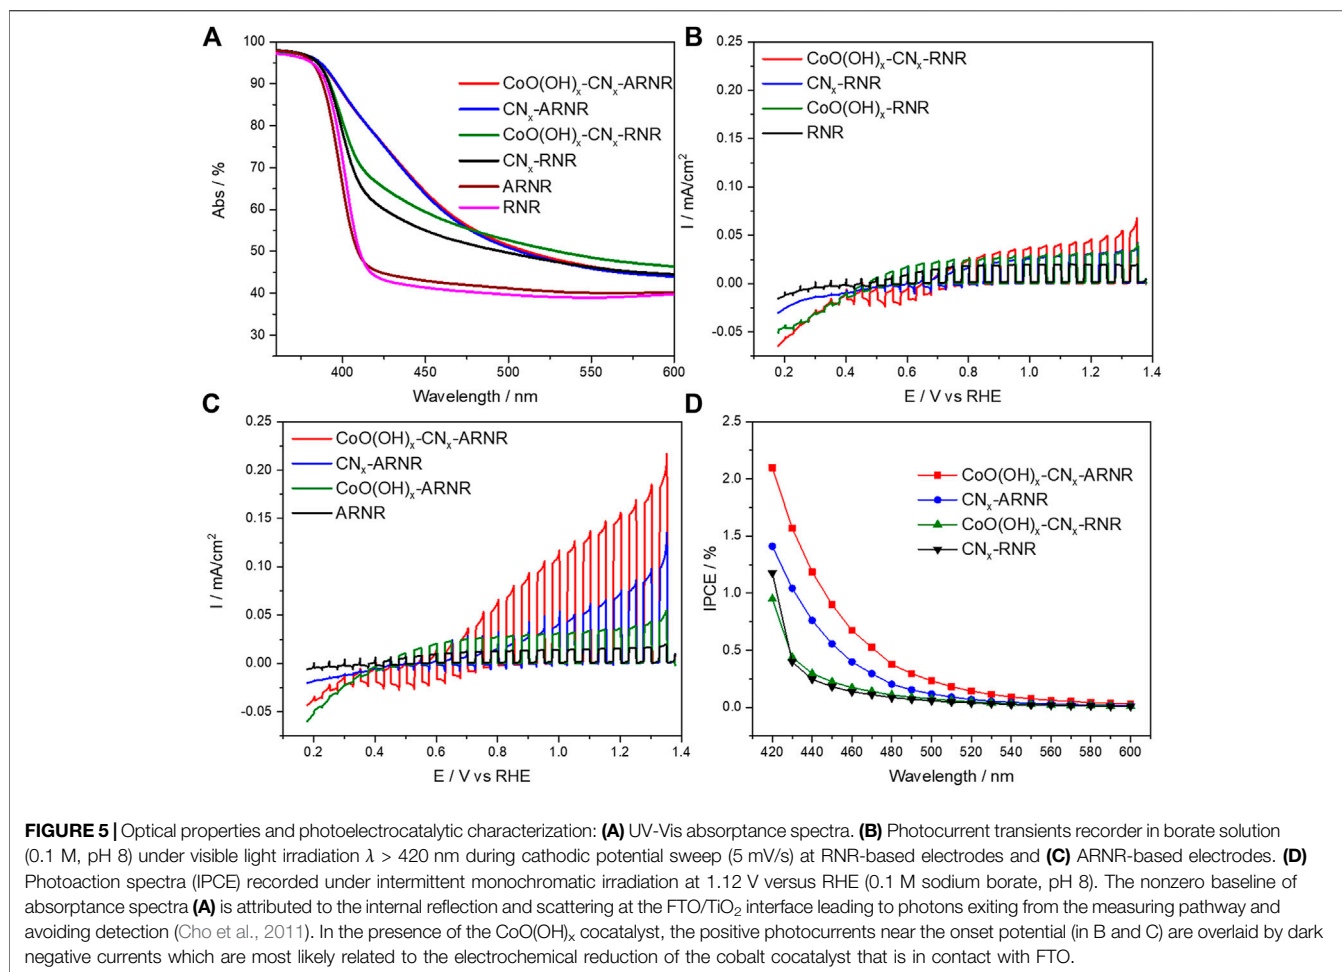 A
100
90
80
70
60
50
40
30
Abs / %
CoO(OH)ₓ-CNₓ-ARNR
CNₓ-ARNR
CoO(OH)ₓ-CNₓ-RNR
CNₓ-RNR
ARNR
RNR
400 450 500 550 600
Wavelength / nm
B
0.25
0.20
0.15
0.10
0.05
0.00
-0.05
I / mA/cm²
CoO(OH)ₓ-CNₓ-RNR
CNₓ-RNR
CoO(OH)ₓ-RNR
RNR
0.2 0.4 0.6 0.8 1.0 1.2 1.4
E / V vs RHE
C
0.25
0.20
0.15
0.10
0.05
0.00
-0.05
I / mA/cm²
CoO(OH)ₓ-CNₓ-ARNR
CNₓ-ARNR
CoO(OH)ₓ-ARNR
ARNR
0.2 0.4 0.6 0.8 1.0 1.2 1.4
E / V vs RHE
D
2.5
2.0
1.5
1.0
0.5
0.0
IPCE / %
CoO(OH)ₓ-CNₓ-ARNR
CNₓ-ARNR
CoO(OH)ₓ-CNₓ-RNR
CNₓ-RNR
420 440 460 480 500 520 540 560 580 600
Wavelength / nm
FIGURE 5 | Optical properties and photoelectrocatalytic characterization: (A) UV-Vis absorptance spectra. (B) Photocurrent transients recorder in borate solution
(0.1 M, pH 8) under visible light irradiation λ > 420 nm during cathodic potential sweep (5 mV/s) at RNR-based electrodes and (C) ARNR-based electrodes. (D)
Photoaction spectra (IPCE) recorded under intermittent monochromatic irradiation at 1.12 V versus RHE (0.1 M sodium borate, pH 8). The nonzero baseline of
absorptance spectra (A) is attributed to the internal reflection and scattering at the FTO/TiO₂ interface leading to photons exiting from the measuring pathway and
avoiding detection (Cho et al., 2011). In the presence of the CoO(OH)ₓ cocatalyst, the positive photocurrents near the onset potential (in B and C) are overlaid by dark
negative currents which are most likely related to the electrochemical reduction of the cobalt cocatalyst that is in contact with FTO.